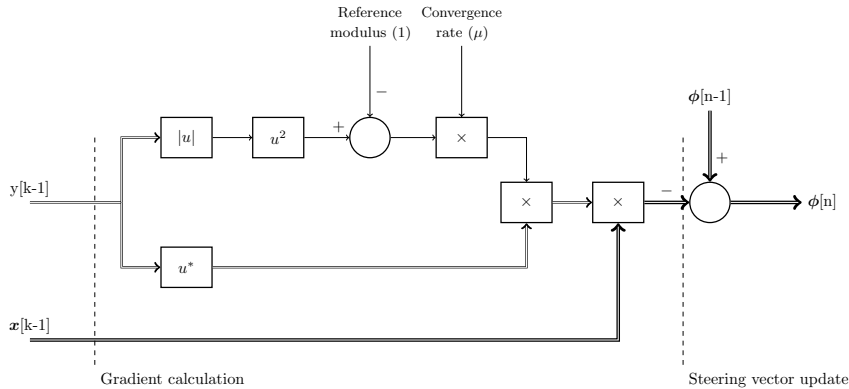 Reference
modulus (1)
Convergence
rate (μ)
−
ϕ[n-1]
|u|
u²
+
×
+
y[k-1]
×
×
−
ϕ[n]
u*
x[k-1]
Gradient calculation
Steering vector update